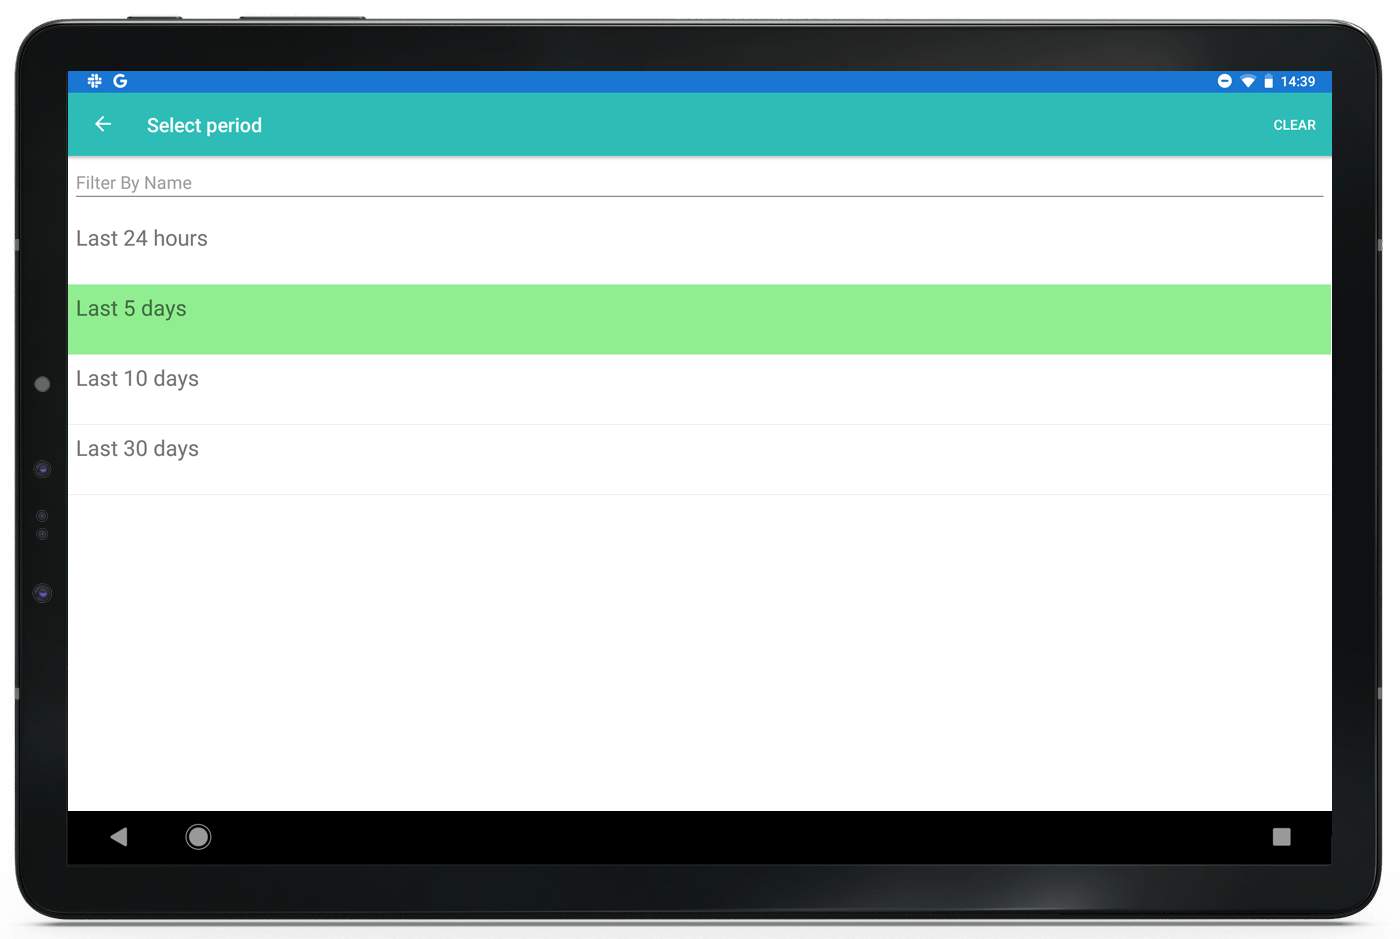 14:39
Select period
CLEAR
Filter By Name
Last 24 hours
Last 5 days
Last 10 days
Last 30 days